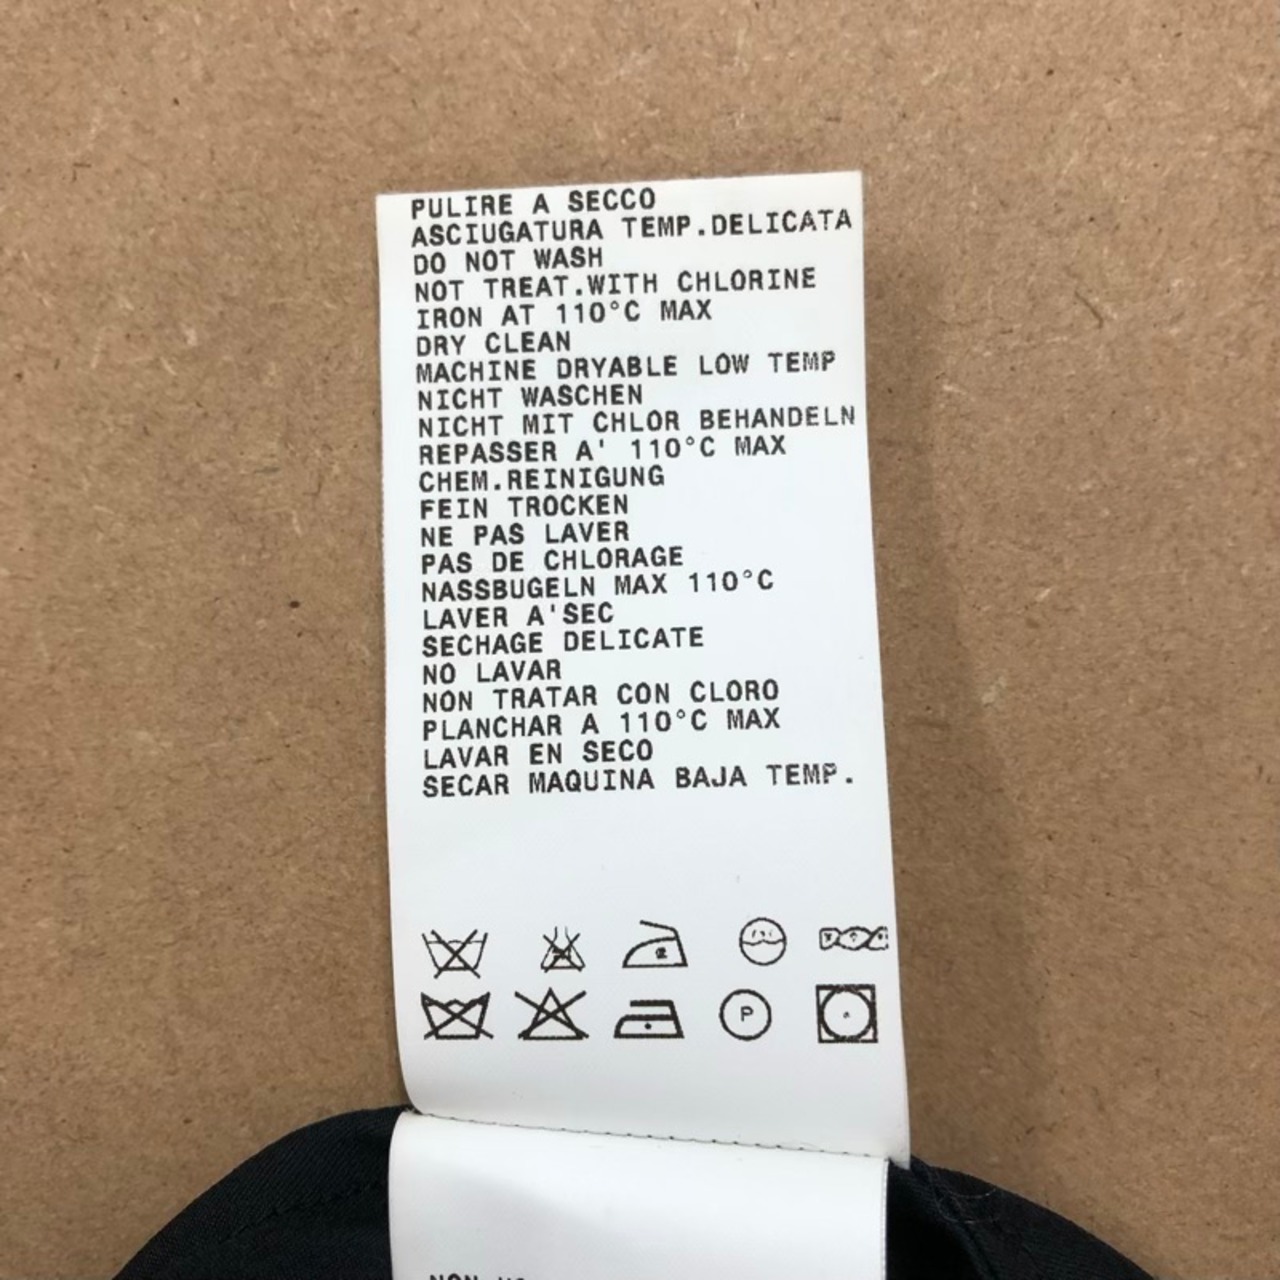 PULIRE A SECCO
ASCIUGATURA TEMP.DELICATA
DO NOT WASH
NOT TREAT.WITH CHLORINE
IRON AT 110°C MAX
DRY CLEAN
MACHINE DRYABLE LOW TEMP
NICHT WASCHEN
NICHT MIT CHLOR BEHANDELN
REPASSER A' 110°C MAX
CHEM.REINIGUNG
FEIN TROCKEN
NE PAS LAVER
PAS DE CHLORAGE
NASSBUGELN MAX 110°C
LAVER A'SEC
SECHAGE DELICATE
NO LAVAR
NON TRATAR CON CLORO
PLANCHAR A 110°C MAX
LAVAR EN SECO
SECAR MAQUINA BAJA TEMP.
P
NON